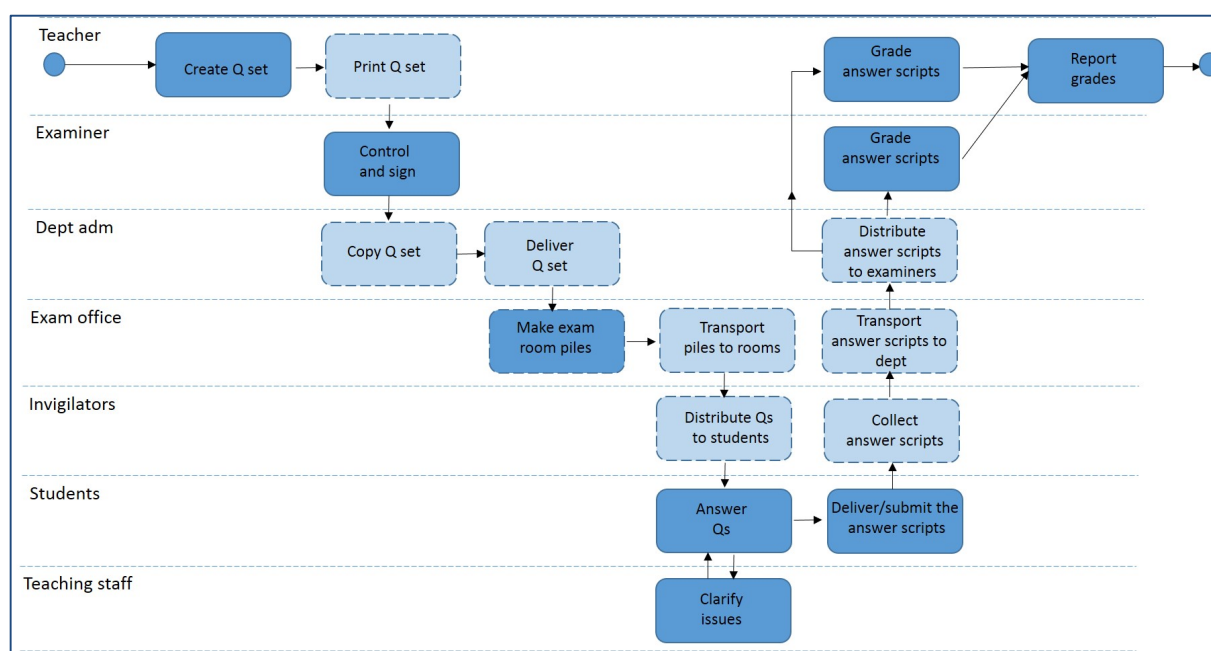 Teacher
Create Q set
Print Q set
Grade
answer scripts
Report
grades
Examiner
Control
and sign
Grade
answer scripts
Dept adm
Copy Q set
Deliver
Q set
Distribute
answer scripts
to examiners
Exam office
Make exam
room piles
Transport
piles to rooms
Transport
answer scripts to
dept
Invigilators
Distribute Qs
to students
Collect
answer scripts
Students
Answer
Qs
Deliver/submit the
answer scripts
Teaching staff
Clarify
issues